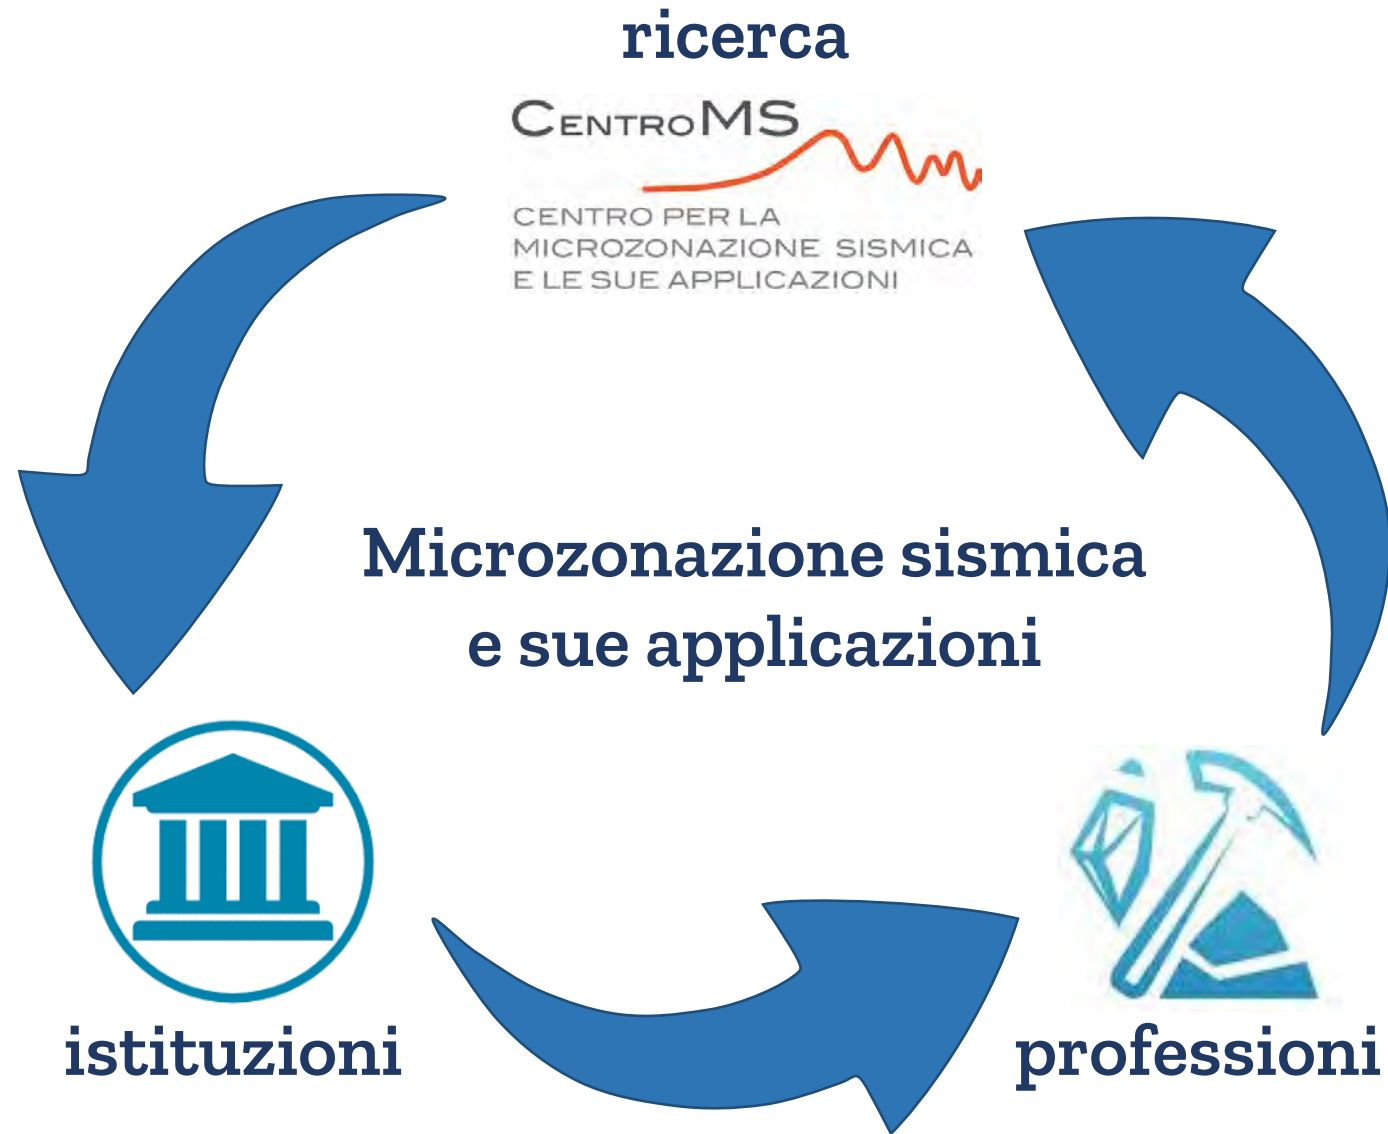 ricerca
CENTROMS
CENTRO PER LA
MICROZONAZIONE SISMICA
E LE SUE APPLICAZIONI
Microzonazione sismica
e sue applicazioni
istituzioni
professioni